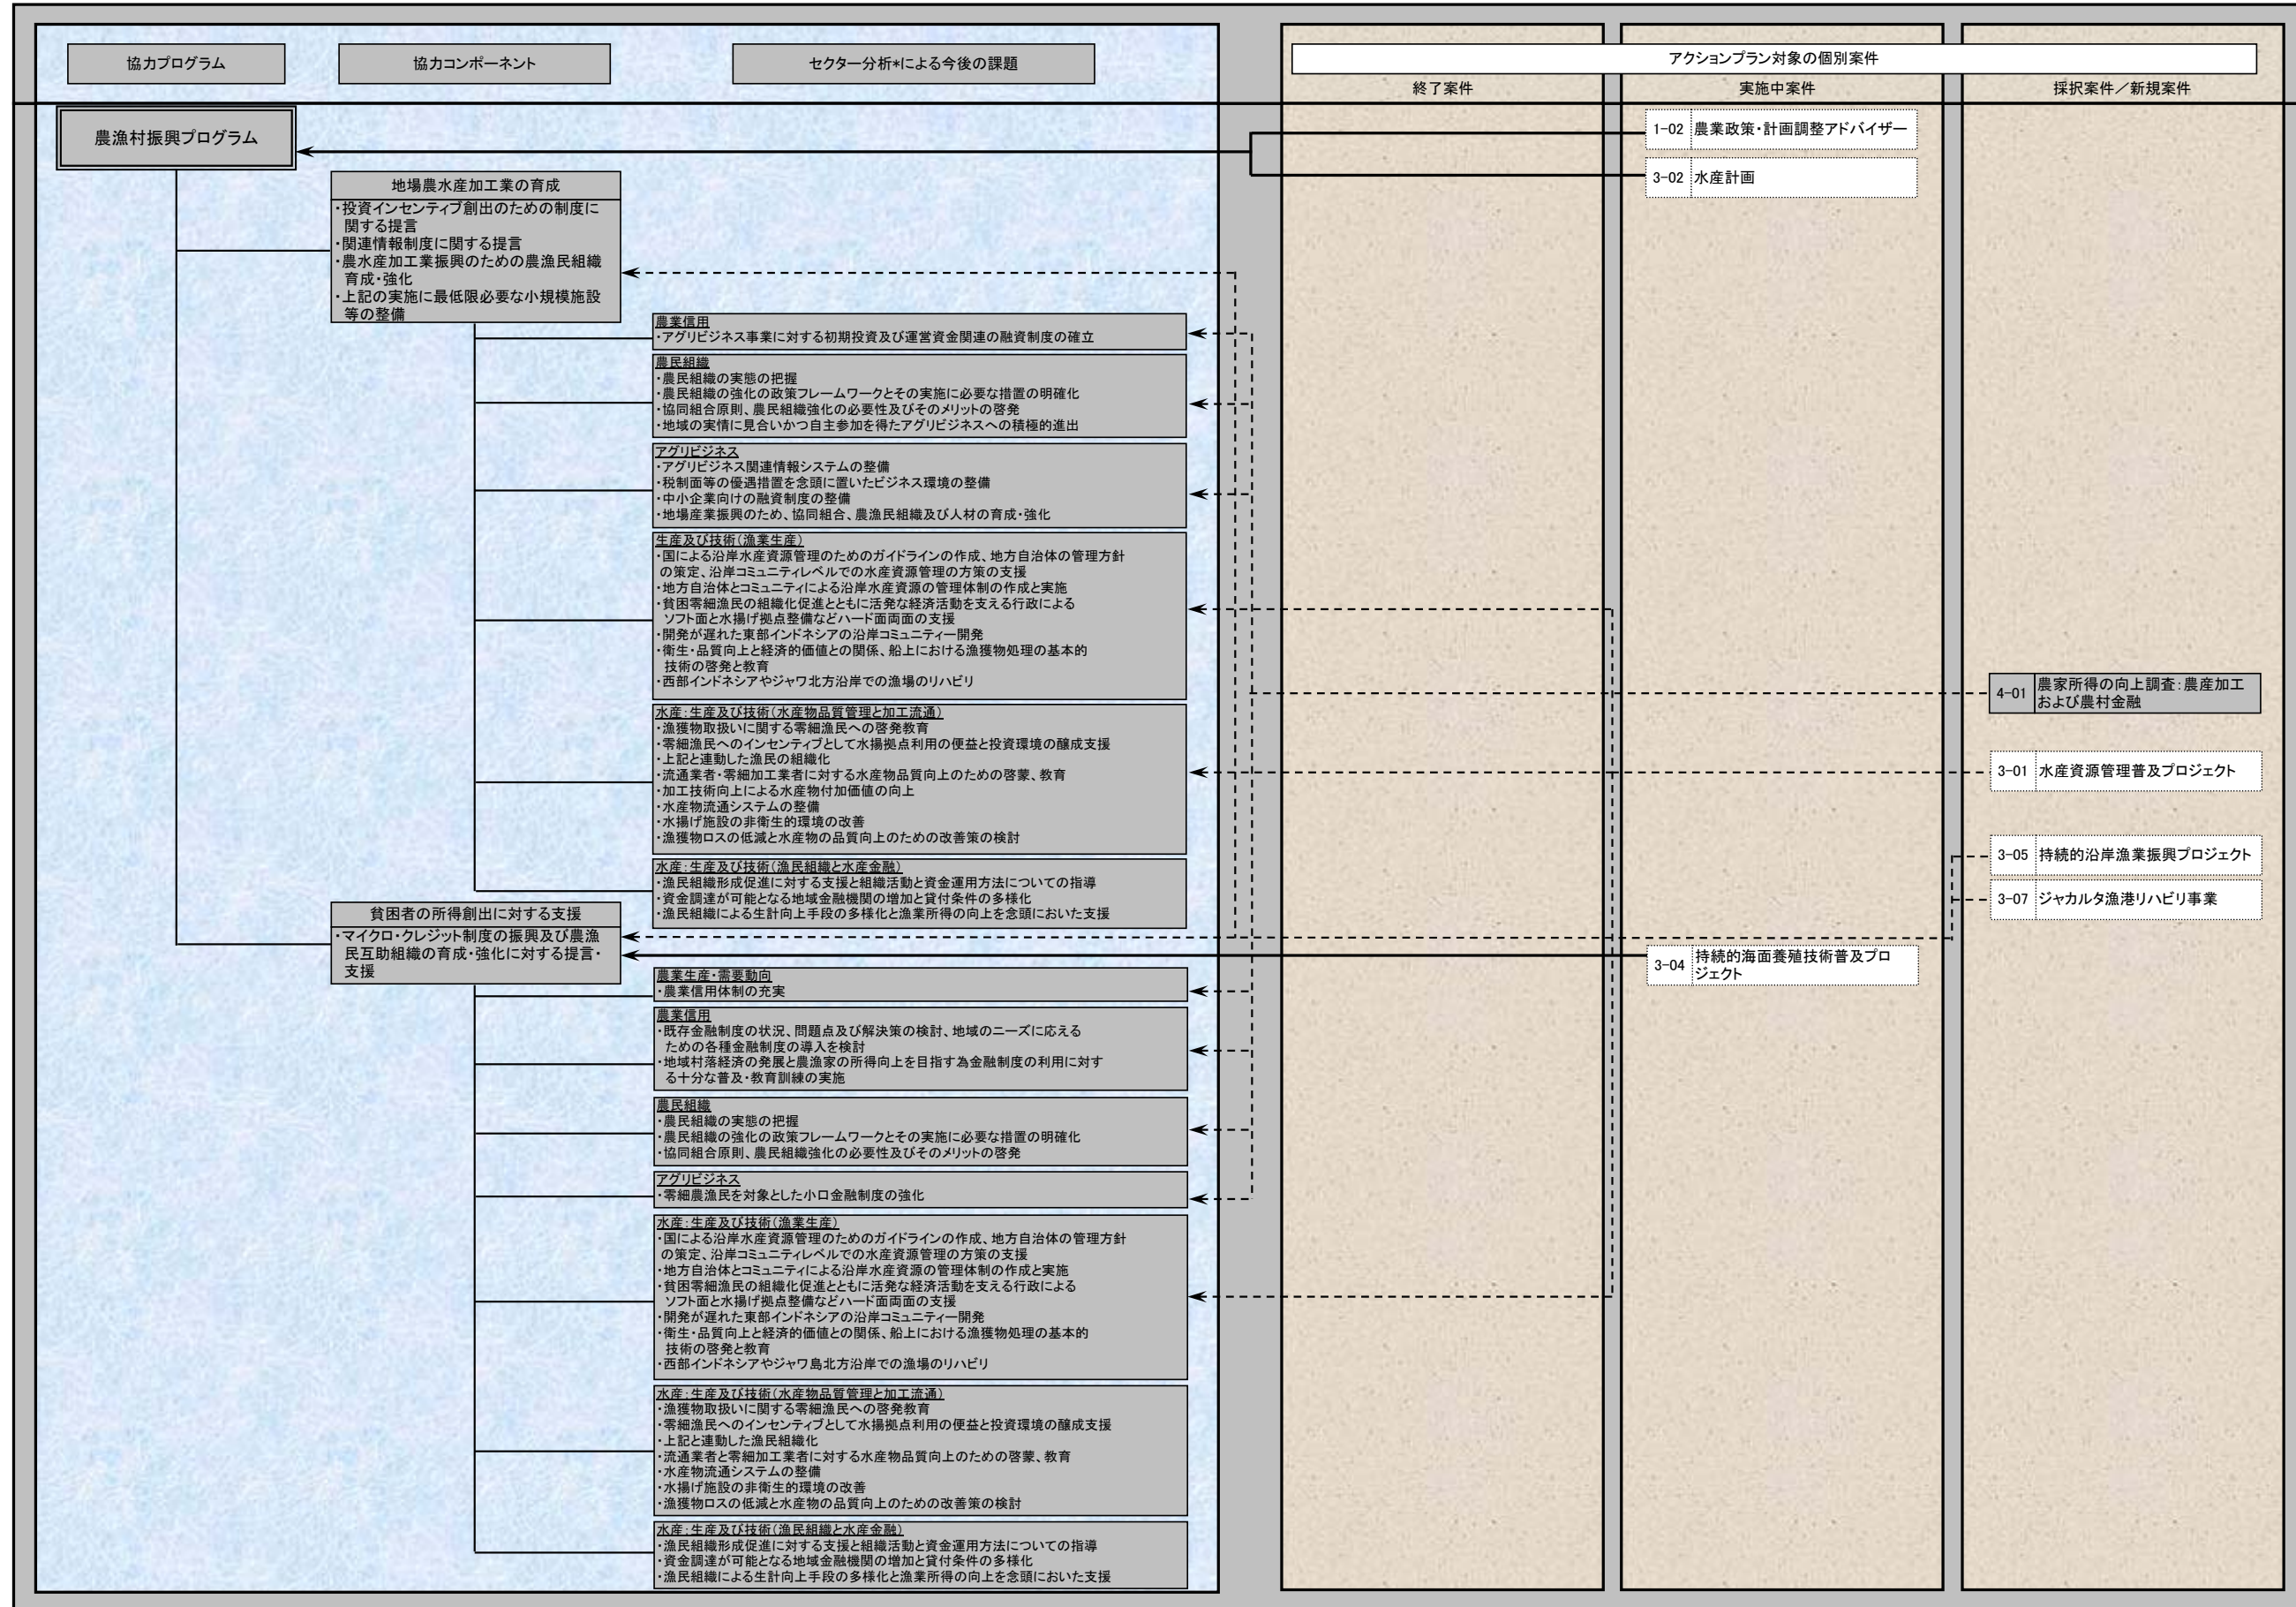 協力プログラム
協力コンポーネント
セクター分析*による今後の課題
アクションプラン対象の個別案件
終了案件
実施中案件
採択案件／新規案件
農漁村振興プログラム
1-02
農業政策・計画調整アドバイザー
3-02
水産計画
地場農水産加工業の育成
・投資インセンティブ創出のための制度に
関する提言
・関連情報制度に関する提言
・農水産加工業振興のための農漁民組織
育成・強化
・上記の実施に最低限必要な小規模施設
等の整備
農業信用
・アグリビジネス事業に対する初期投資及び運営資金関連の融資制度の確立
農民組織
・農民組織の実態の把握
・農民組織の強化の政策フレームワークとその実施に必要な措置の明確化
・協同組合原則、農民組織強化の必要性及びそのメリットの啓発
・地域の実情に見合いかつ自主参加を得たアグリビジネスへの積極的進出
アグリビジネス
・アグリビジネス関連情報システムの整備
・税制面等の優遇措置を念頭に置いたビジネス環境の整備
・中小企業向けの融資制度の整備
・地場産業振興のため、協同組合、農漁民組織及び人材の育成・強化
生産及び技術(漁業生産)
・国による沿岸水産資源管理のためのガイドラインの作成、地方自治体の管理方針
の策定、沿岸コミュニティレベルでの水産資源管理の方策の支援
・地方自治体とコミュニティによる沿岸水産資源の管理体制の作成と実施
・貧困零細漁民の組織化促進とともに活発な経済活動を支える行政による
ソフト面と水揚げ拠点整備などハード面両面の支援
・開発が遅れた東部インドネシアの沿岸コミュニティー開発
・衛生・品質向上と経済的価値との関係、船上における漁獲物処理の基本的
技術の啓発と教育
・西部インドネシアやジャワ北方沿岸での漁場のリハビリ
4-01
農家所得の向上調査：農産加工
および農村金融
水産：生産及び技術(水産物品質管理と加工流通)
・漁獲物取扱いに関する零細漁民への啓発教育
・零細漁民へのインセンティブとして水揚拠点利用の便益と投資環境の醸成支援
・上記と連動した漁民の組織化
・流通業者・零細加工業者に対する水産物品質向上のための啓蒙、教育
・加工技術向上による水産物付加価値の向上
・水産物流通システムの整備
・水揚げ施設の非衛生的環境の改善
・漁獲物ロスの低減と水産物の品質向上のための改善策の検討
3-01
水産資源管理普及プロジェクト
3-05
持続的沿岸漁業振興プロジェクト
水産：生産及び技術(漁民組織と水産金融)
・漁民組織形成促進に対する支援と組織活動と資金運用方法についての指導
・資金調達が可能となる地域金融機関の増加と貸付条件の多様化
・漁民組織による生計向上手段の多様化と漁業所得の向上を念頭においた支援
3-07
ジャカルタ漁港リハビリ事業
貧困者の所得創出に対する支援
・マイクロ・クレジット制度の振興及び農漁
民互助組織の育成・強化に対する提言・
支援
3-04
持続的海面養殖技術普及プロ
ジェクト
農業生産・需要動向
・農業信用体制の充実
農業信用
・既存金融制度の状況、問題点及び解決策の検討、地域のニーズに応える
ための各種金融制度の導入を検討
・地域村落経済の発展と農漁家の所得向上を目指す為金融制度の利用に対す
る十分な普及・教育訓練の実施
農民組織
・農民組織の実態の把握
・農民組織の強化の政策フレームワークとその実施に必要な措置の明確化
・協同組合原則、農民組織強化の必要性及びそのメリットの啓発
アグリビジネス
・零細農漁民を対象とした小口金融制度の強化
水産：生産及び技術(漁業生産)
・国による沿岸水産資源管理のためのガイドラインの作成、地方自治体の管理方針
の策定、沿岸コミュニティレベルでの水産資源管理の方策の支援
・地方自治体とコミュニティによる沿岸水産資源の管理体制の作成と実施
・貧困零細漁民の組織化促進とともに活発な経済活動を支える行政による
ソフト面と水揚げ拠点整備などハード面両面の支援
・開発が遅れた東部インドネシアの沿岸コミュニティー開発
・衛生・品質向上と経済的価値との関係、船上における漁獲物処理の基本的
技術の啓発と教育
・西部インドネシアやジャワ島北方沿岸での漁場のリハビリ
水産：生産及び技術(水産物品質管理と加工流通)
・漁獲物取扱いに関する零細漁民への啓発教育
・零細漁民へのインセンティブとして水揚拠点利用の便益と投資環境の醸成支援
・上記と連動した漁民組織化
・流通業者と零細加工業者に対する水産物品質向上のための啓蒙、教育
・水産物流通システムの整備
・水揚げ施設の非衛生的環境の改善
・漁獲物ロスの低減と水産物の品質向上のための改善策の検討
水産：生産及び技術(漁民組織と水産金融)
・漁民組織形成促進に対する支援と組織活動と資金運用方法についての指導
・資金調達が可能となる地域金融機関の増加と貸付条件の多様化
・漁民組織による生計向上手段の多様化と漁業所得の向上を念頭においた支援